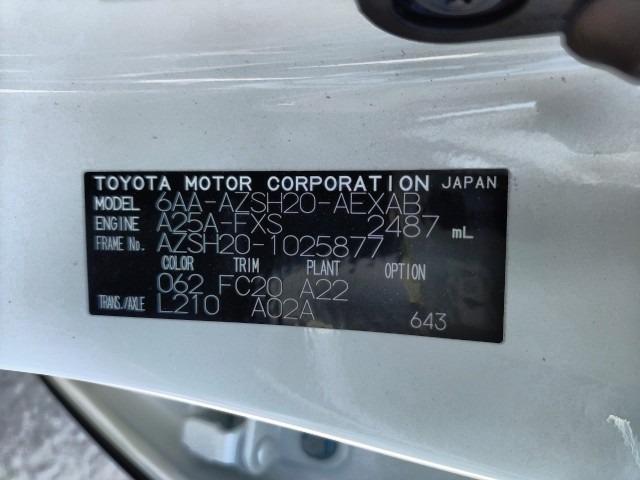 TOYOTA MOTOR CORPORATION JAPAN
MODEL 6AA-AZSH20-AEXAB
ENGINE A25A-FXS 2487 mL
FRAME No. AZSH20-1025877
COLOR TRIM PLANT OPTION
062 FC20 A22
TRANS./AXLE L210 A02A 643